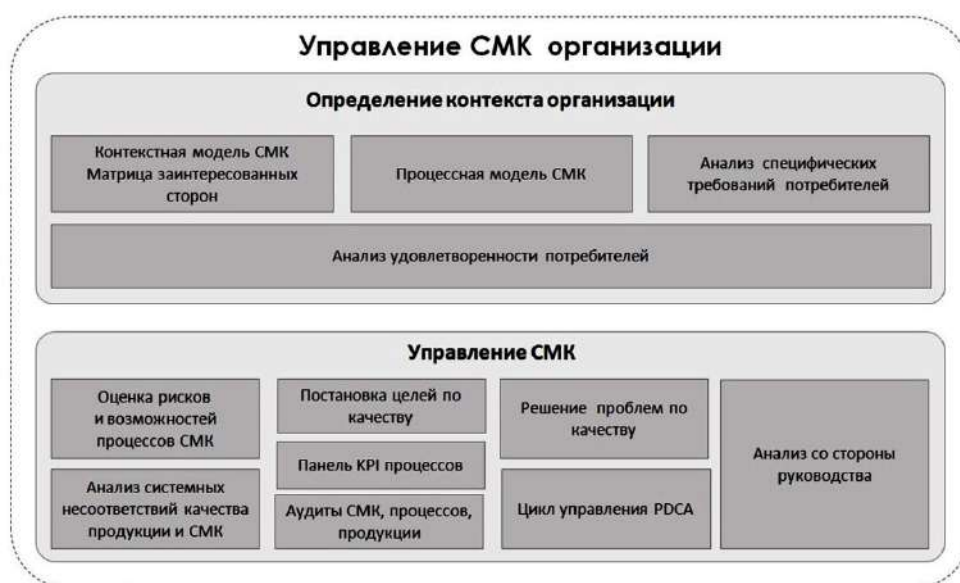 Управление СМК организации
Определение контекста организации
Контекстная модель СМК
Матрица заинтересованных
сторон
Процессная модель СМК
Анализ специфических
требований потребителей
Анализ удовлетворенности потребителей
Управление СМК
Оценка рисков
и возможностей
процессов СМК
Анализ системных
несоответствий качества
продукции и СМК
Постановка целей по
качеству
Панель KPI процессов
Аудиты СМК, процессов,
продукции
Решение проблем по
качеству
Цикл управления PDCA
Анализ со стороны
руководства